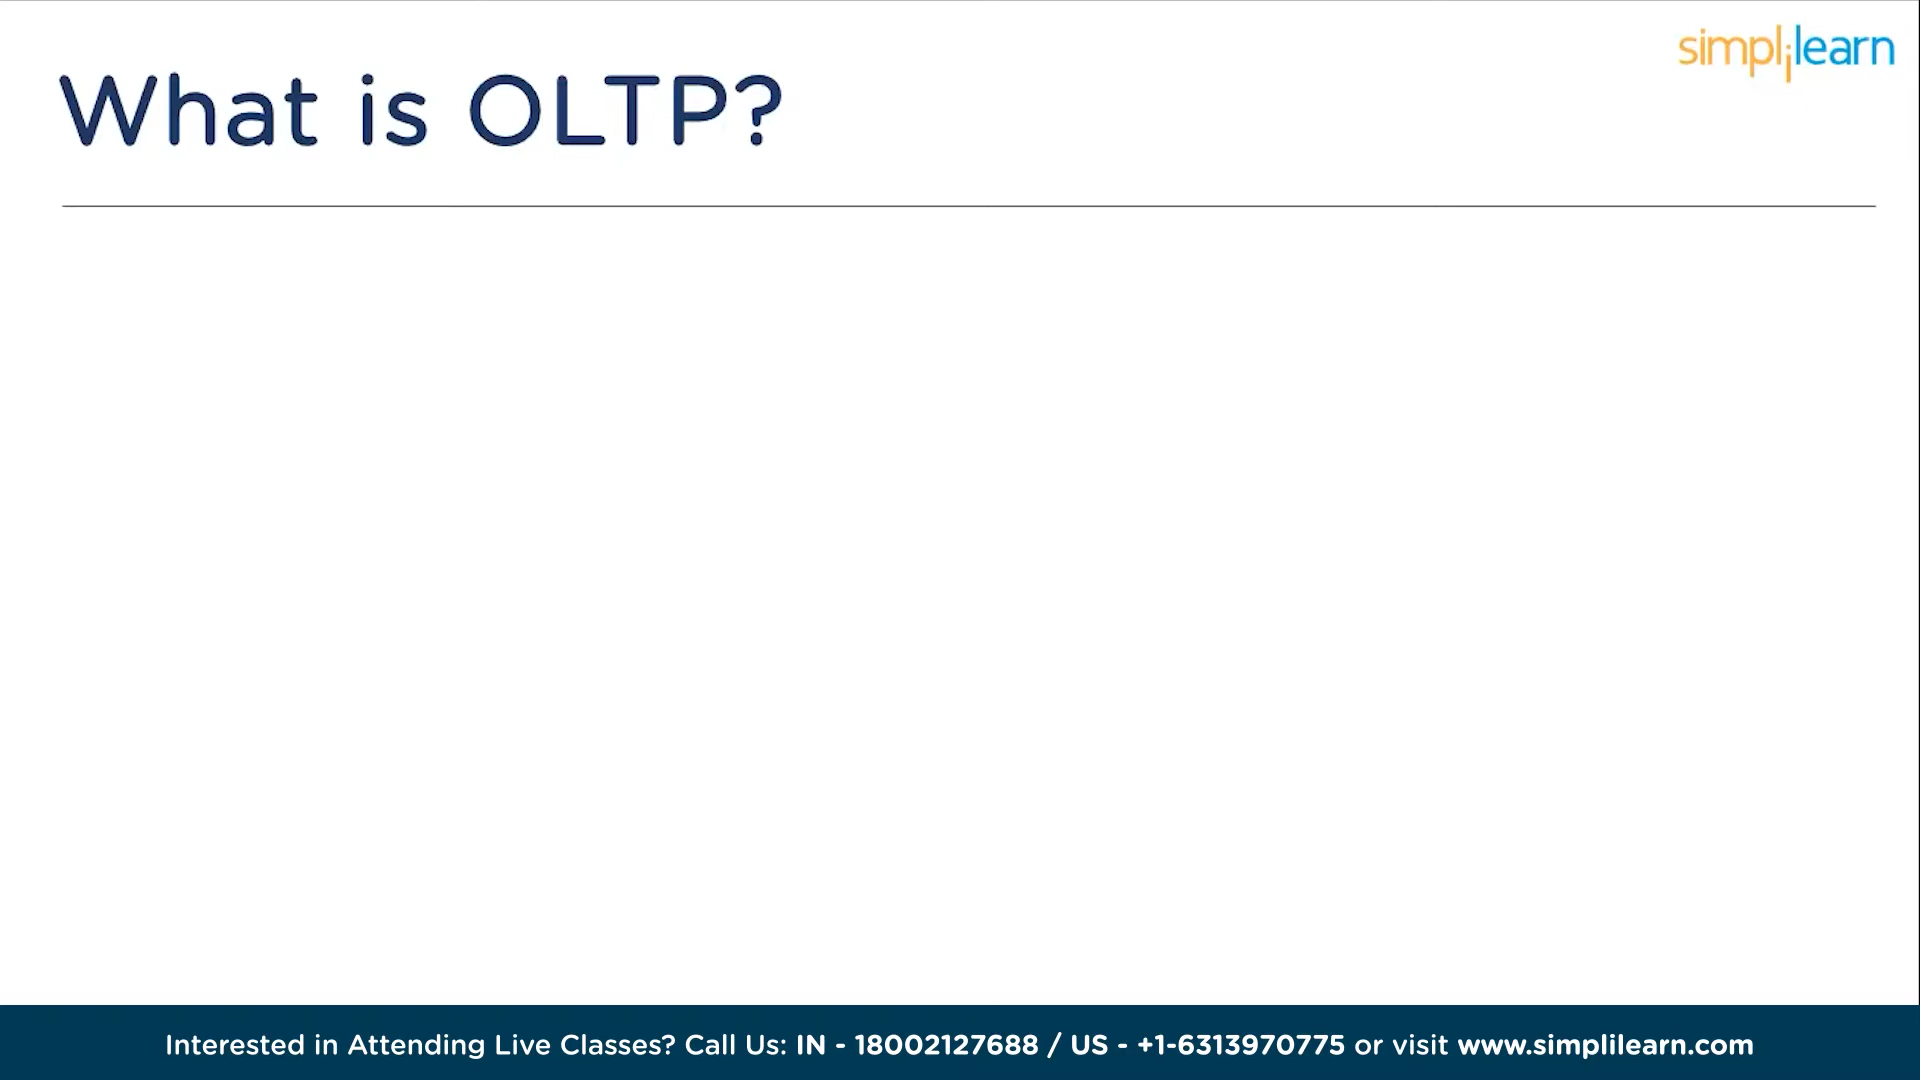 simplilearn
What is OLTP?
Interested in Attending Live Classes? Call Us: IN - 18002127688 / US - +1-6313970775 or visit www.simplilearn.com